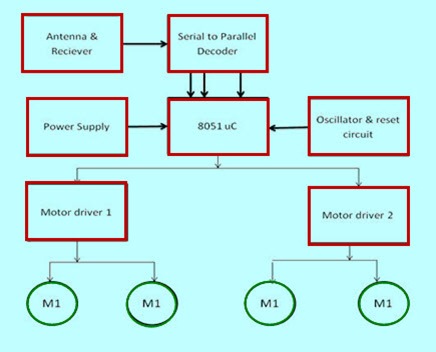 Antenna &
Reciever
Serial to Parallel
Decoder
Power Supply
8051 uC
Oscillator & reset
circuit
Motor driver 1
Motor driver 2
M1
M1
M1
M1